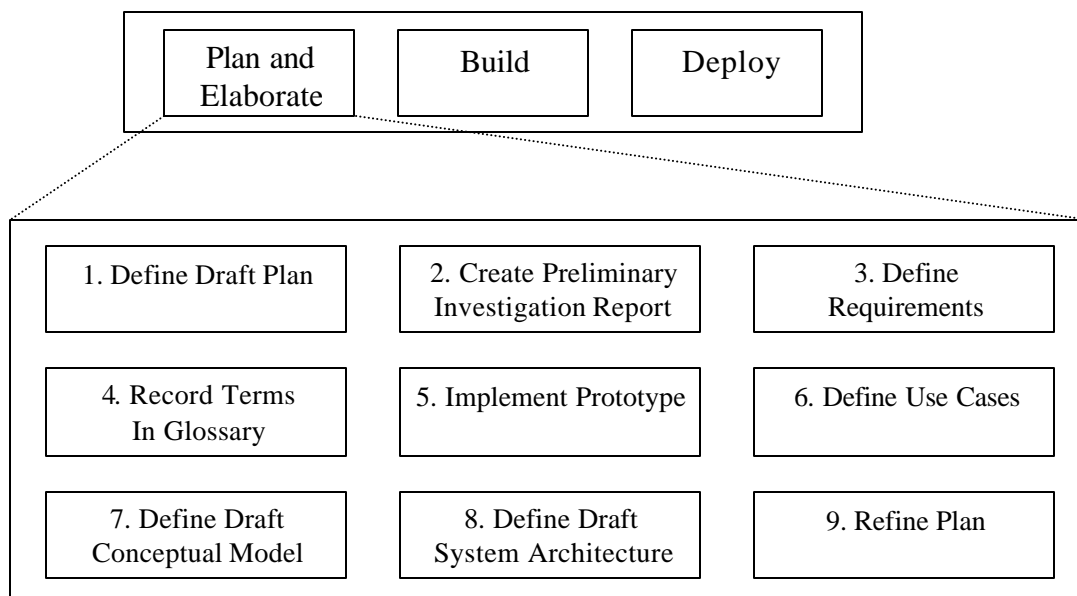 Plan and
Elaborate
Build
Deploy
1. Define Draft Plan
2. Create Preliminary
Investigation Report
3. Define
Requirements
4. Record Terms
In Glossary
5. Implement Prototype
6. Define Use Cases
7. Define Draft
Conceptual Model
8. Define Draft
System Architecture
9. Refine Plan